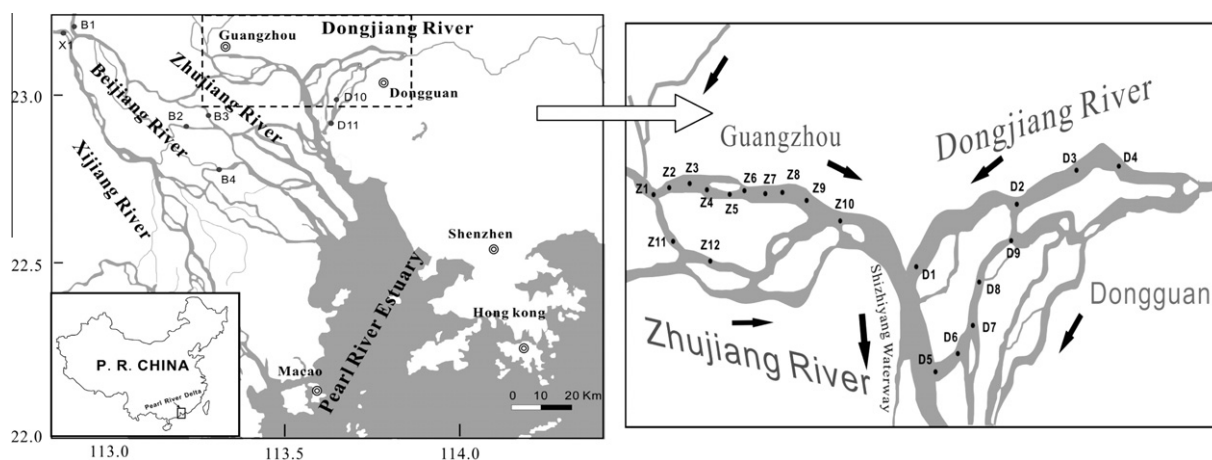 B1
X1
Guangzhou
Dongjiang River
Zhujiang River
Beijiang River
Xijiang River
Dongguan
D10
D11
B2
B3
B4
Shenzhen
Hong kong
Macao
Pearl River Estuary
0 10 20 Km
P. R. CHINA
Pearl River Delta
23.0
22.5
22.0
113.0
113.5
114.0
Guangzhou
Dongjiang River
Z1
Z2
Z3
Z4
Z5
Z6
Z7
Z8
Z9
Z10
Z11
Z12
D1
D2
D3
D4
D9
D8
D7
D6
D5
Shizhiyang Waterway
Zhujiang River
Dongguan